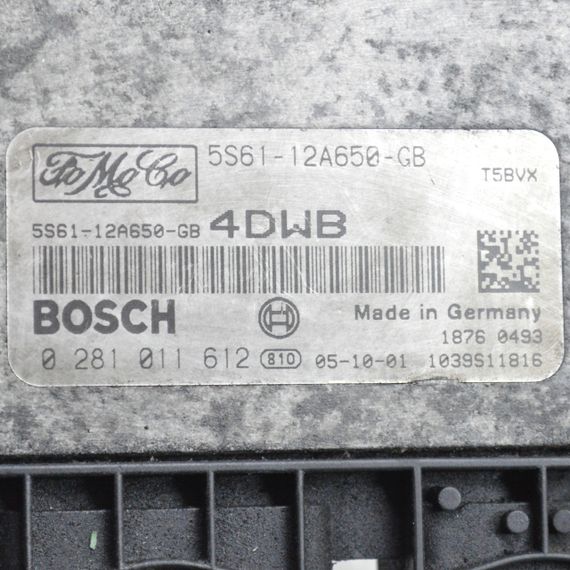 FoMoCo 5S61-12A650-GB
T5BVX
5S61-12A650-GB 4DWB
BOSCH Made in Germany
1876 0493
0 281 011 612 810 05-10-01 1039S11816